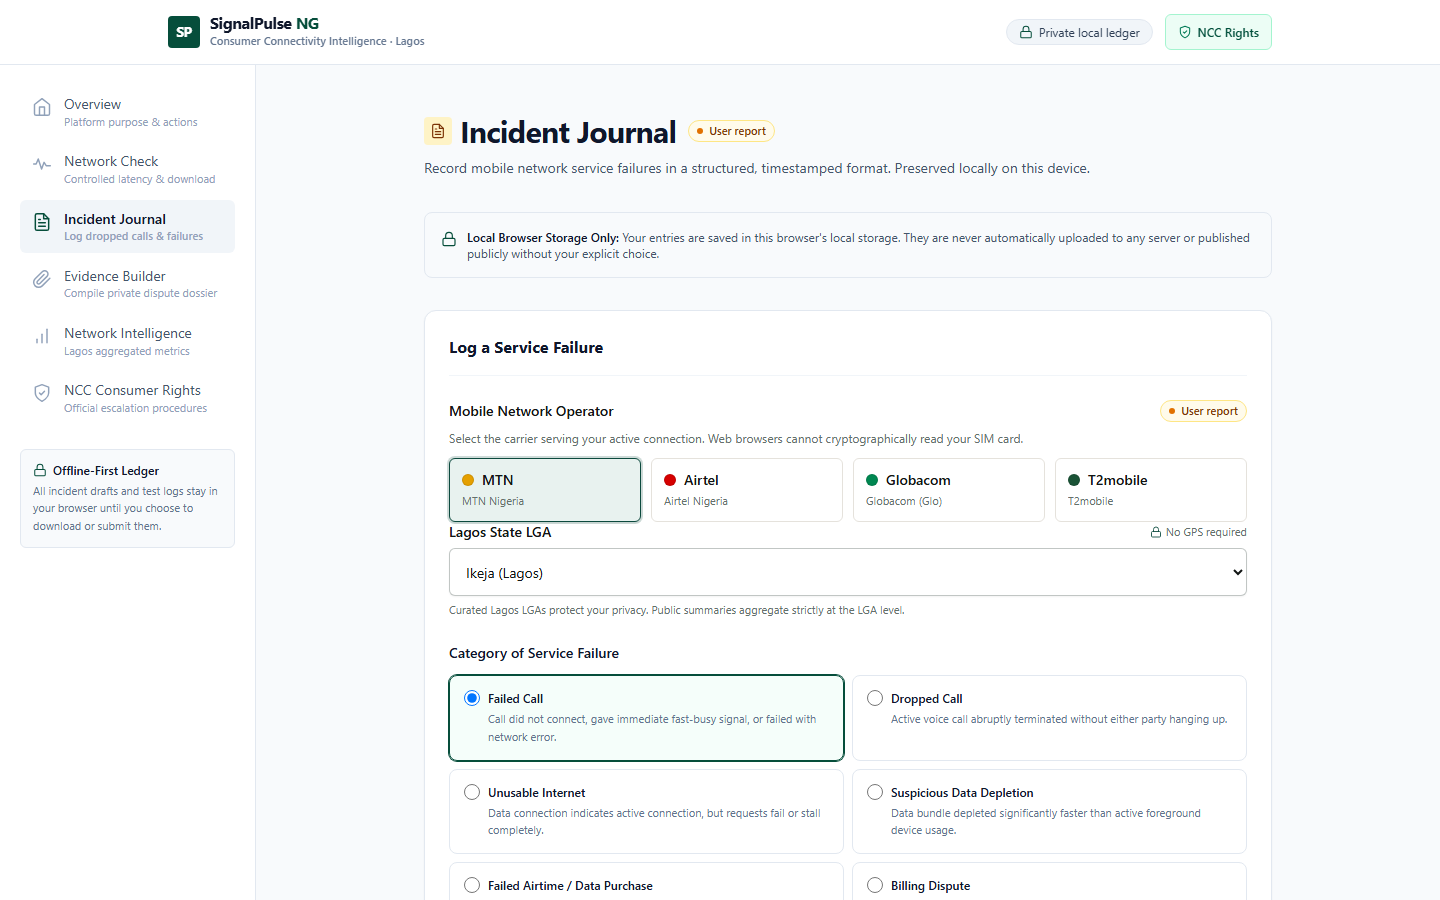 SP
SignalPulse NG
Consumer Connectivity Intelligence · Lagos
Private local ledger
NCC Rights
Overview
Platform purpose & actions
Network Check
Controlled latency & download
Incident Journal
Log dropped calls & failures
Evidence Builder
Compile private dispute dossier
Network Intelligence
Lagos aggregated metrics
NCC Consumer Rights
Official escalation procedures
Offline-First Ledger
All incident drafts and test logs stay in
your browser until you choose to
download or submit them.
Incident Journal
User report
Record mobile network service failures in a structured, timestamped format. Preserved locally on this device.
Local Browser Storage Only: Your entries are saved in this browser's local storage. They are never automatically uploaded to any server or published
publicly without your explicit choice.
Log a Service Failure
Mobile Network Operator
User report
Select the carrier serving your active connection. Web browsers cannot cryptographically read your SIM card.
MTN
MTN Nigeria
Airtel
Airtel Nigeria
Globacom
Globacom (Glo)
T2mobile
T2mobile
Lagos State LGA
No GPS required
Ikeja (Lagos)
Curated Lagos LGAs protect your privacy. Public summaries aggregate strictly at the LGA level.
Category of Service Failure
Failed Call
Call did not connect, gave immediate fast-busy signal, or failed with
network error.
Dropped Call
Active voice call abruptly terminated without either party hanging up.
Unusable Internet
Data connection indicates active connection, but requests fail or stall
completely.
Suspicious Data Depletion
Data bundle depleted significantly faster than active foreground
device usage.
Failed Airtime / Data Purchase
Billing Dispute